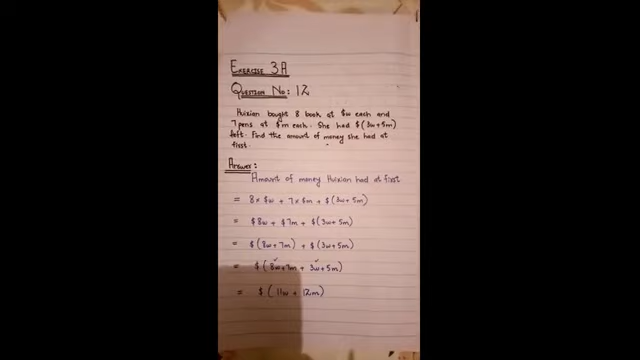 Exercise 3A
Question No: 12
Huixian bought 8 book at $w each and
7 pens at $m each. She had $(3w+5m)
left. Find the amount of money she had at
first.
Answer:
Amount of money Huixian had at first
= 8×$w + 7×$m + $(3w+5m)
= $8w + $7m + $(3w+5m)
= $(8w+7m) + $(3w+5m)
= $(8w+7m + 3w+5m)
= $(11w + 12m)